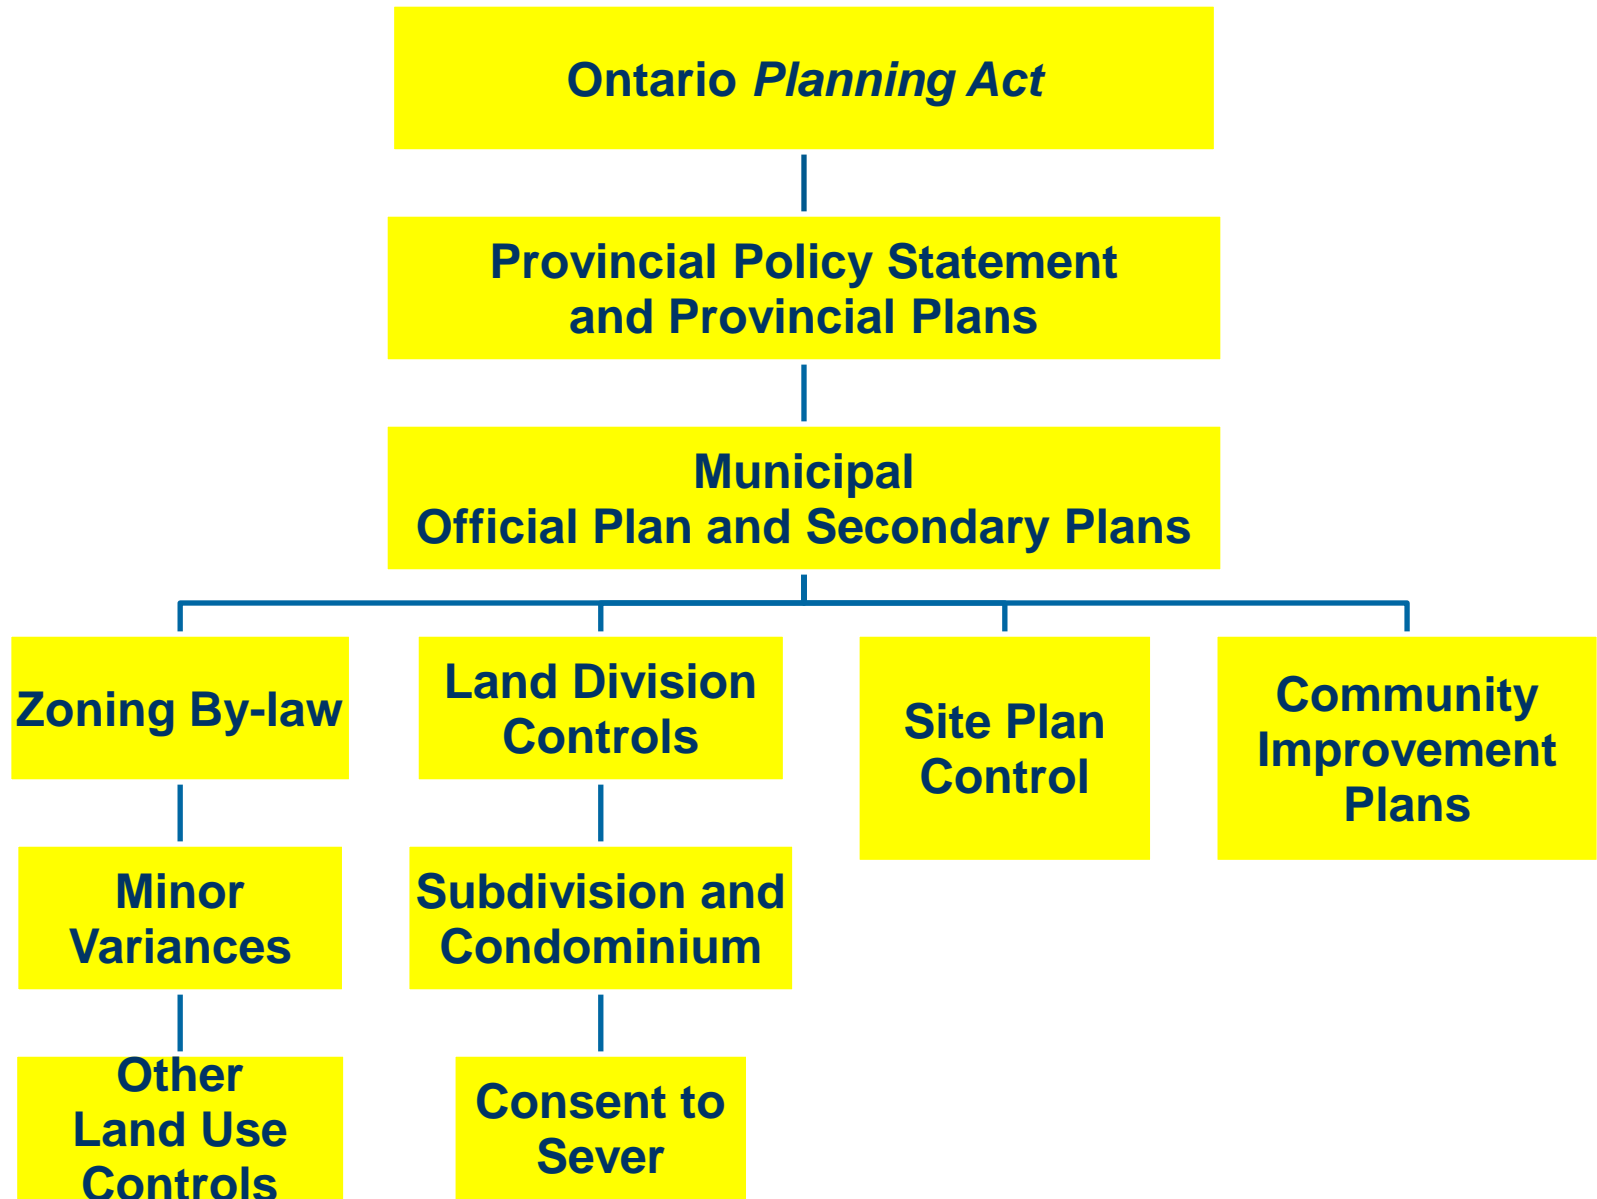 Ontario Planning Act
Provincial Policy Statement
and Provincial Plans
Municipal
Official Plan and Secondary Plans
Zoning By-law
Land Division
Controls
Site Plan
Control
Community
Improvement
Plans
Minor
Variances
Subdivision and
Condominium
Other
Land Use
Controls
Consent to
Sever